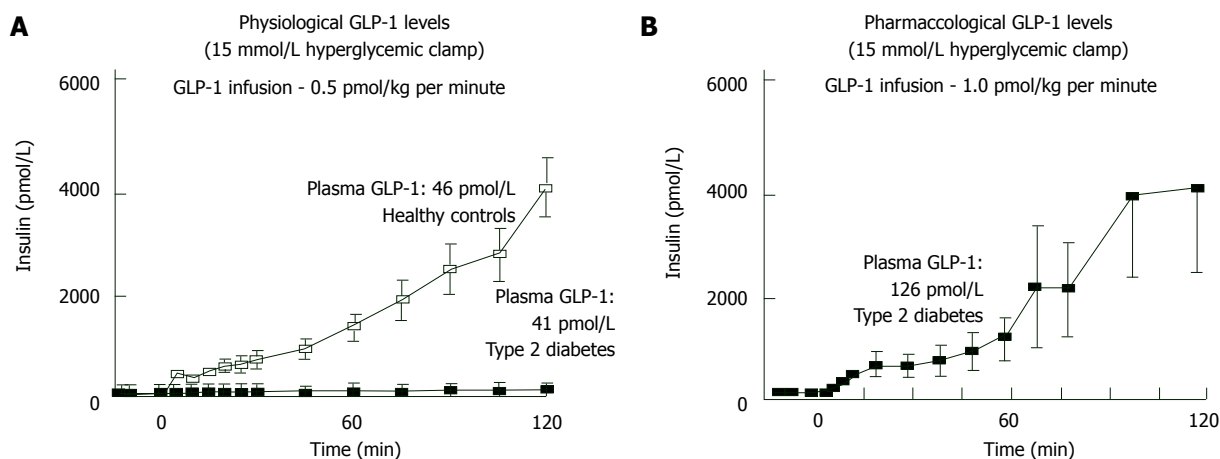 A
Physiological GLP-1 levels
(15 mmol/L hyperglycemic clamp)
GLP-1 infusion - 0.5 pmol/kg per minute
6000
4000
2000
0
Insulin (pmol/L)
Plasma GLP-1: 46 pmol/L
Healthy controls
Plasma GLP-1:
41 pmol/L
Type 2 diabetes
0
60
120
Time (min)
B
Pharmaccological GLP-1 levels
(15 mmol/L hyperglycemic clamp)
GLP-1 infusion - 1.0 pmol/kg per minute
6000
4000
2000
0
Insulin (pmol/L)
Plasma GLP-1:
126 pmol/L
Type 2 diabetes
0
60
120
Time (min)